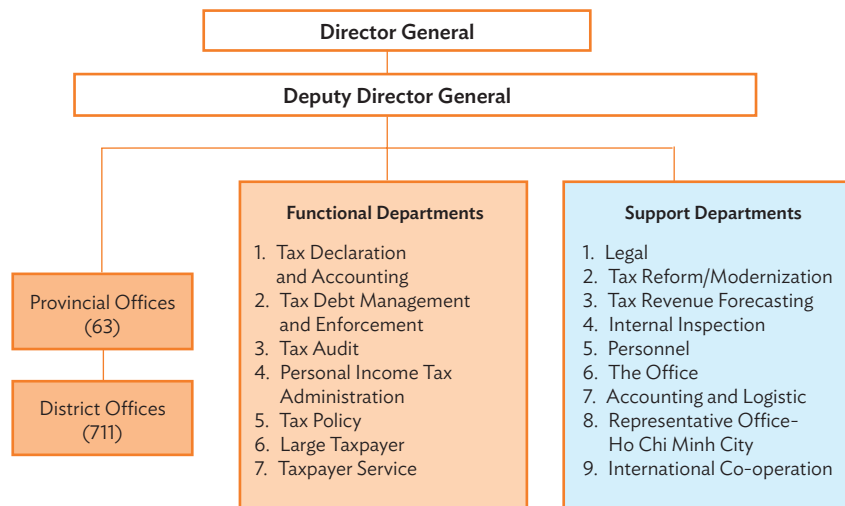 Director General
Deputy Director General
Provincial Offices
(63)
District Offices
(711)
Functional Departments
1. Tax Declaration
and Accounting
2. Tax Debt Management
and Enforcement
3. Tax Audit
4. Personal Income Tax
Administration
5. Tax Policy
6. Large Taxpayer
7. Taxpayer Service
Support Departments
1. Legal
2. Tax Reform/Modernization
3. Tax Revenue Forecasting
4. Internal Inspection
5. Personnel
6. The Office
7. Accounting and Logistic
8. Representative Office–
Ho Chi Minh City
9. International Co-operation